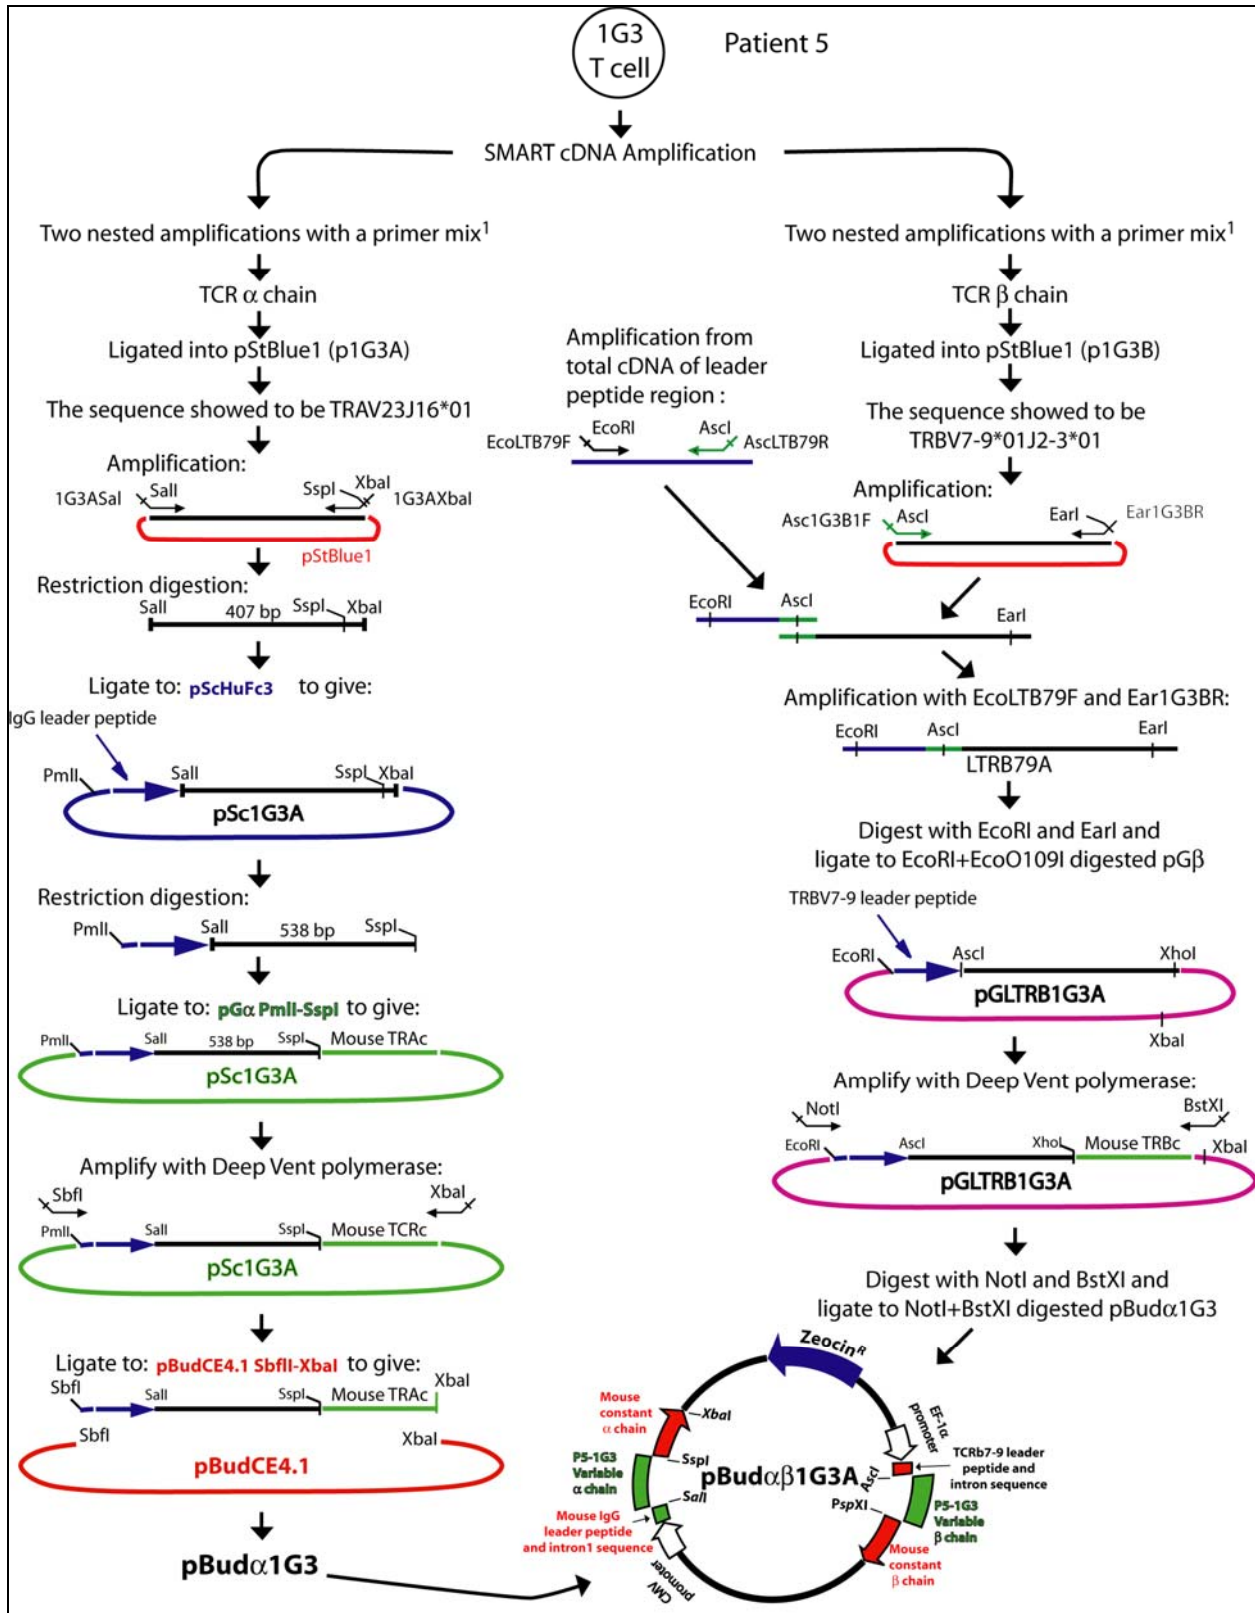 1G3
T cell
Patient 5
SMART cDNA Amplification
Two nested amplifications with a primer mix1
TCR α chain
Ligated into pStBlue1 (p1G3A)
The sequence showed to be TRAV23J16*01
Amplification:
1G3ASal
SalI
SspI
XbaI
1G3AXbaI
pStBlue1
Restriction digestion:
SalI
407 bp
SspI
XbaI
Ligate to: pScHuFc3 to give:
IgG leader peptide
PmlI
SalI
SspI
XbaI
pSc1G3A
Restriction digestion:
PmlI
SalI
538 bp
SspI
Ligate to: pGα PmlI-SspI to give:
PmlI
SalI
538 bp
SspI
Mouse TRAc
pSc1G3A
Amplify with Deep Vent polymerase:
SbfI
XbaI
PmlI
SalI
SspI
Mouse TCRc
pSc1G3A
Ligate to: pBudCE4.1 SbfII-XbaI to give:
SbfI
SalI
SspI
Mouse TRAc
XbaI
SbfI
XbaI
pBudCE4.1
pBudα1G3
Amplification from
total cDNA of leader
peptide region :
EcoLTB79F
EcoRI
AscI
AscLTB79R
Two nested amplifications with a primer mix1
TCR β chain
Ligated into pStBlue1 (p1G3B)
The sequence showed to be
TRBV7-9*01J2-3*01
Amplification:
Asc1G3B1F
AscI
EarI
Ear1G3BR
EcoRI
AscI
EarI
Amplification with EcoLTB79F and Ear1G3BR:
EcoRI
AscI
EarI
LTRB79A
Digest with EcoRI and EarI and
ligate to EcoRI+EcoO109I digested pGβ
TRBV7-9 leader peptide
EcoRI
AscI
XhoI
pGLTRB1G3A
XbaI
Amplify with Deep Vent polymerase:
NotI
BstXI
EcoRI
AscI
XhoI
Mouse TRBc
XbaI
pGLTRB1G3A
Digest with NotI and BstXI and
ligate to NotI+BstXI digested pBudα1G3
ZeocinR
EF-1α
promoter
TCRb7-9 leader
peptide and
intron sequence
AscI
P5-1G3
Variable
β chain
PspXI
Mouse
constant
β chain
pBudαβ1G3A
Mouse
constant
α chain
XbaI
SspI
P5-1G3
Variable
α chain
SalI
Mouse IgG
leader peptide
and intron1 sequence
CMV
promoter